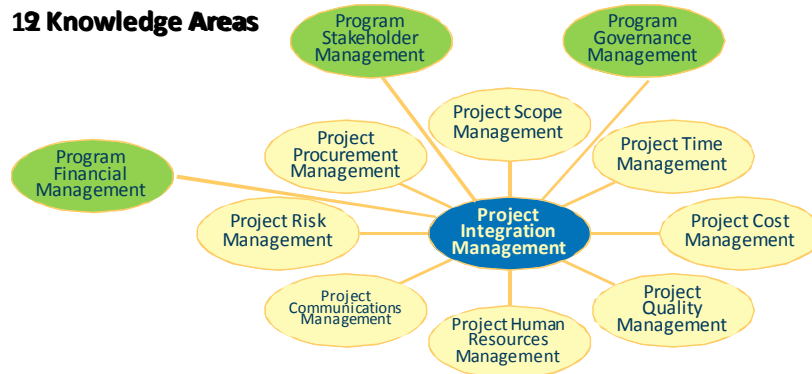 12 Knowledge Areas
Program
Stakeholder
Management
Program
Governance
Management
Project Scope
Management
Project
Procurement
Management
Project Time
Management
Program
Financial
Management
Project
Integration
Management
Project Risk
Management
Project Cost
Management
Project
Communications
Management
Project
Quality
Management
Project Human
Resources
Management